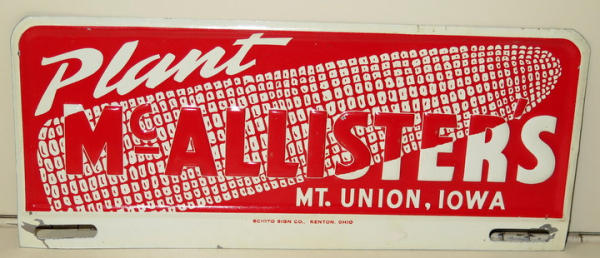 Plant
McALLISTER'S
MT. UNION, IOWA
SCIOTO SIGN CO., KENTON, OHIO